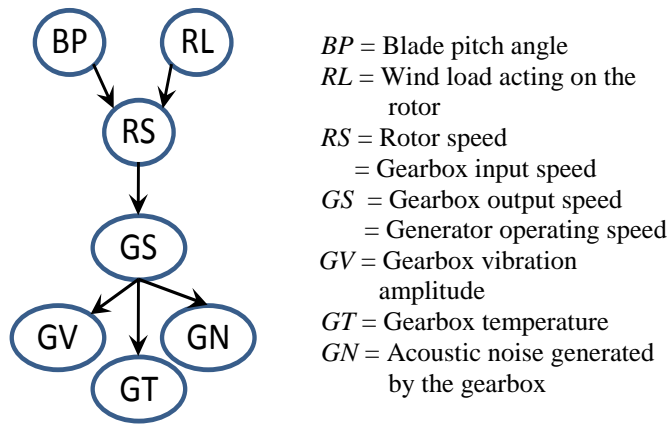 BP
RL
RS
GS
GV
GN
GT
BP = Blade pitch angle
RL = Wind load acting on the
rotor
RS = Rotor speed
= Gearbox input speed
GS = Gearbox output speed
= Generator operating speed
GV = Gearbox vibration
amplitude
GT = Gearbox temperature
GN = Acoustic noise generated
by the gearbox